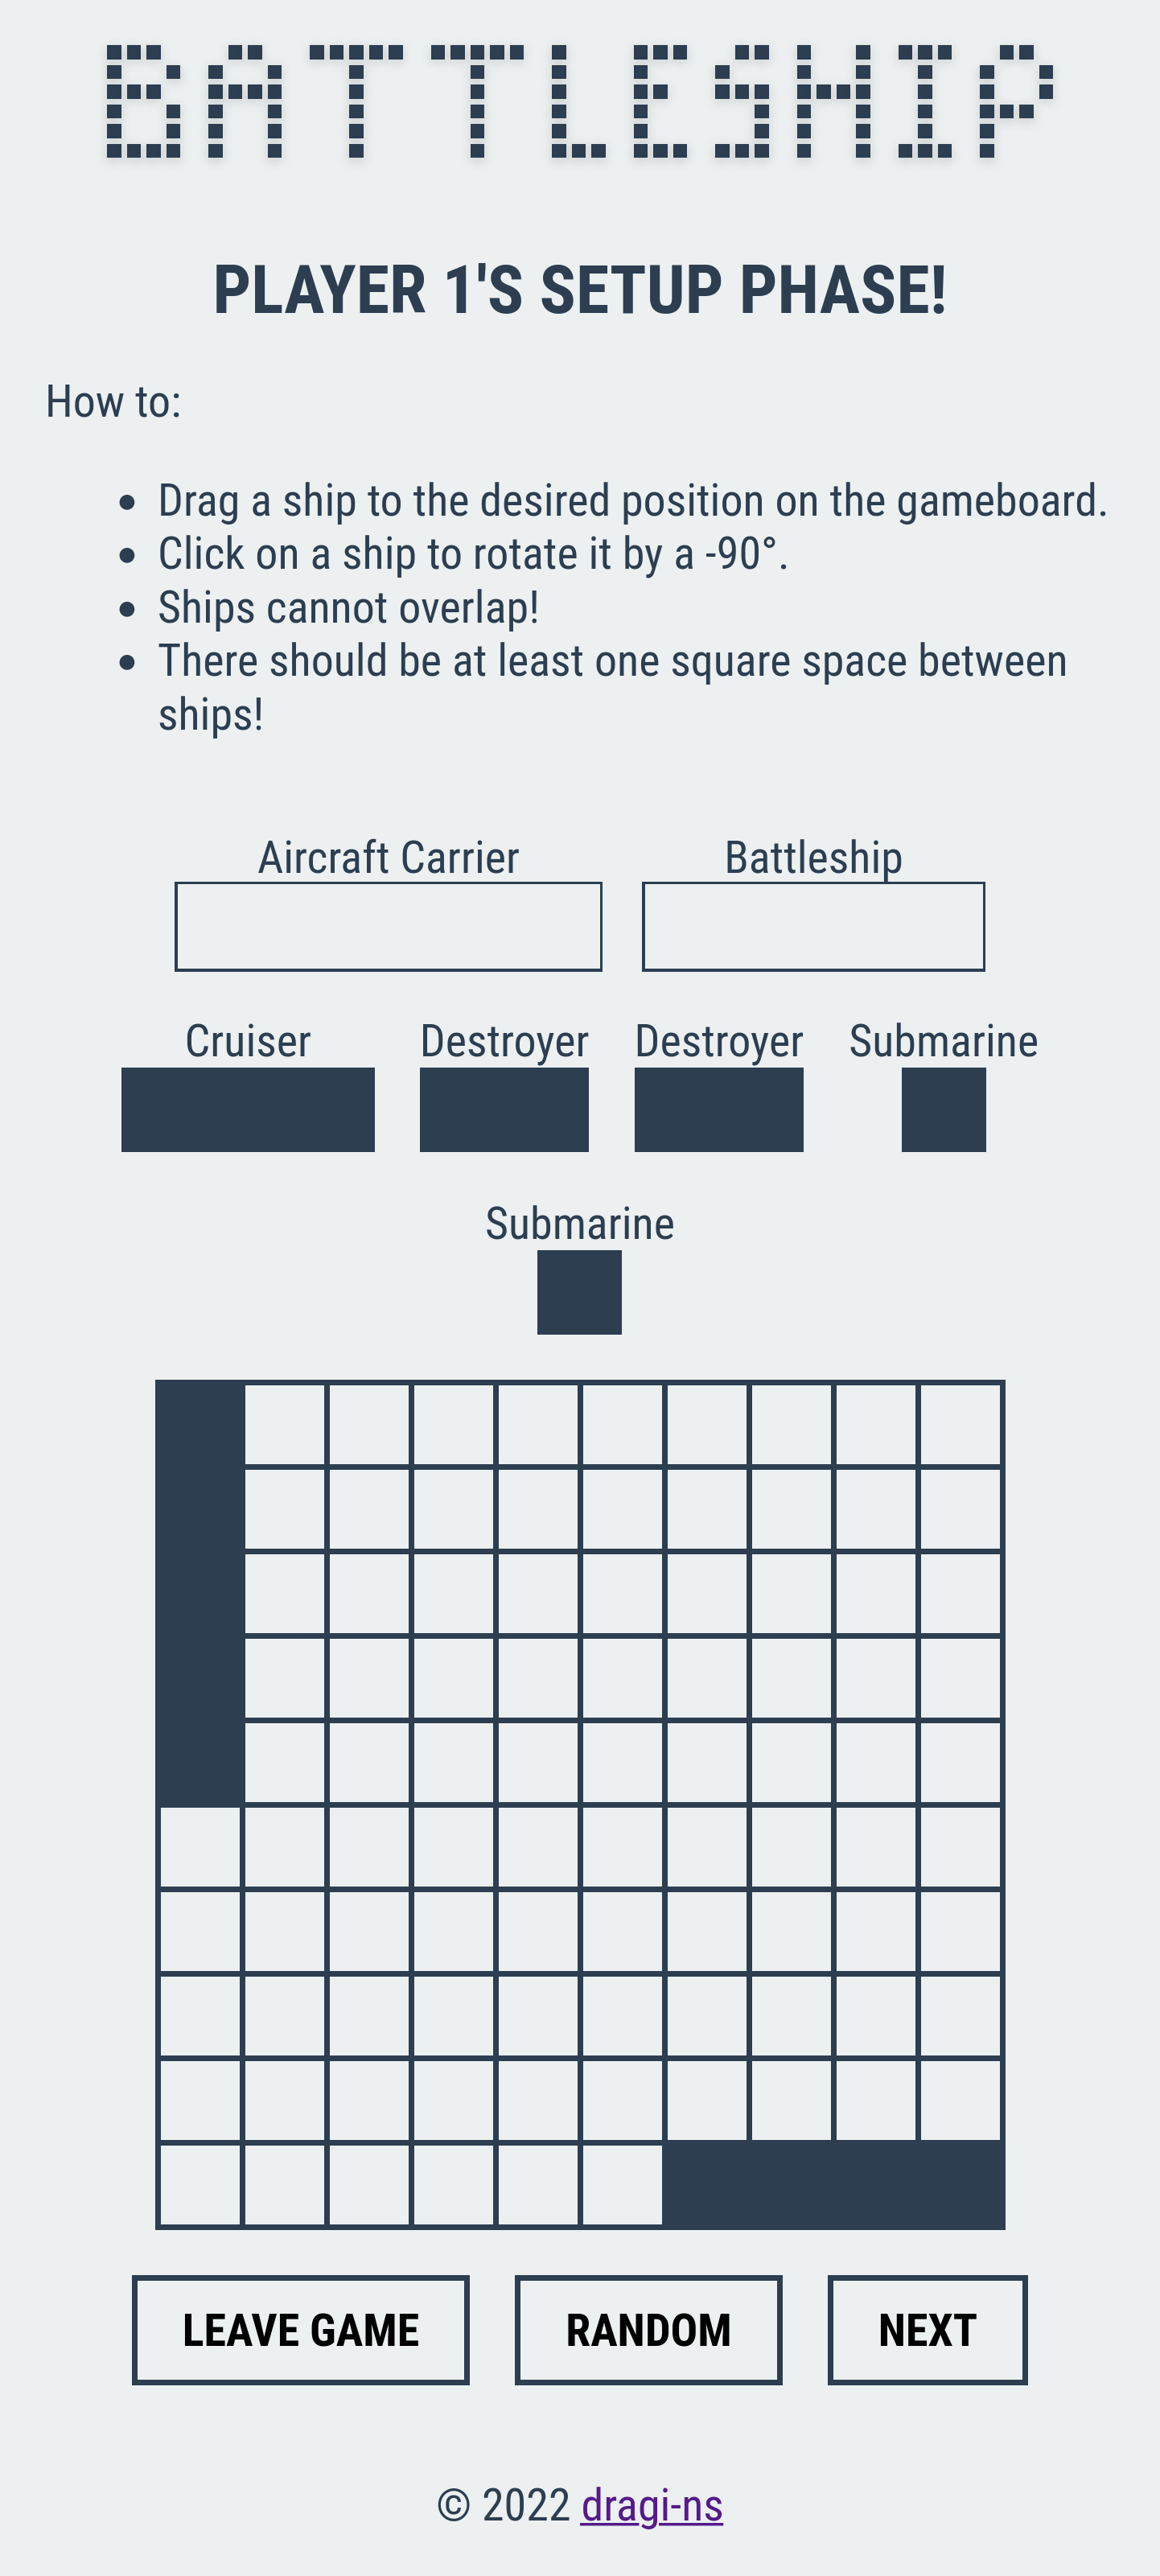 BATTLESHIP
PLAYER 1'S SETUP PHASE!
How to:
Drag a ship to the desired position on the gameboard.
Click on a ship to rotate it by a -90°.
Ships cannot overlap!
There should be at least one square space between
ships!
Aircraft Carrier Battleship
Cruiser Destroyer Destroyer Submarine
Submarine
LEAVE GAME RANDOM NEXT
© 2022 dragi-ns